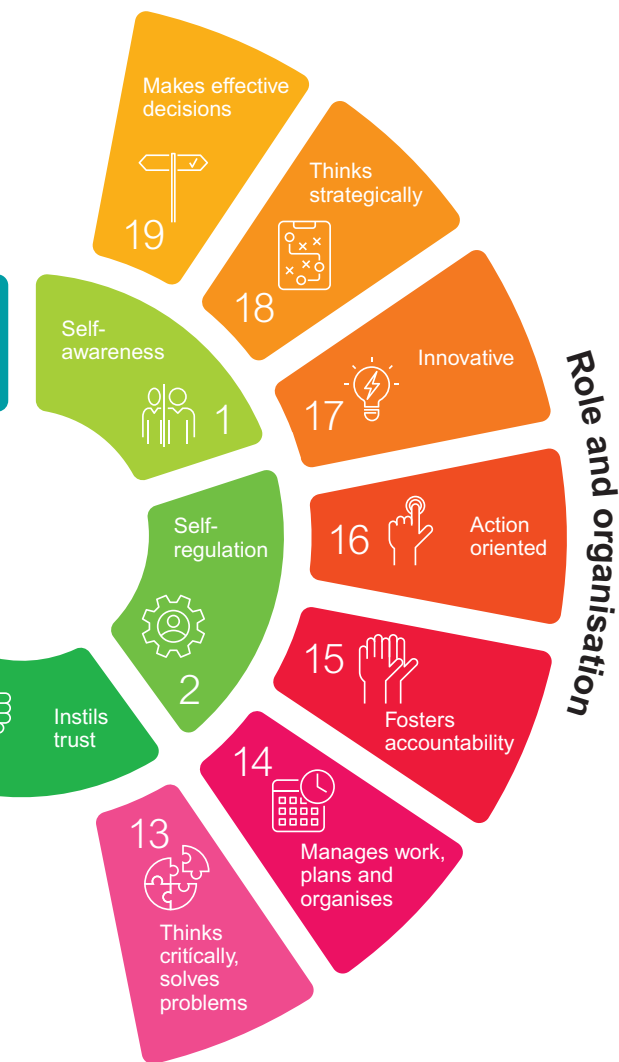 Makes effective
decisions
19
Thinks
strategically
18
Innovative
17
Action
oriented
16
15
Fosters
accountability
14
Manages work,
plans and
organises
13
Thinks
critically,
solves
problems
Self-
awareness
1
Self-
regulation
2
Instils
trust
Role and organisation